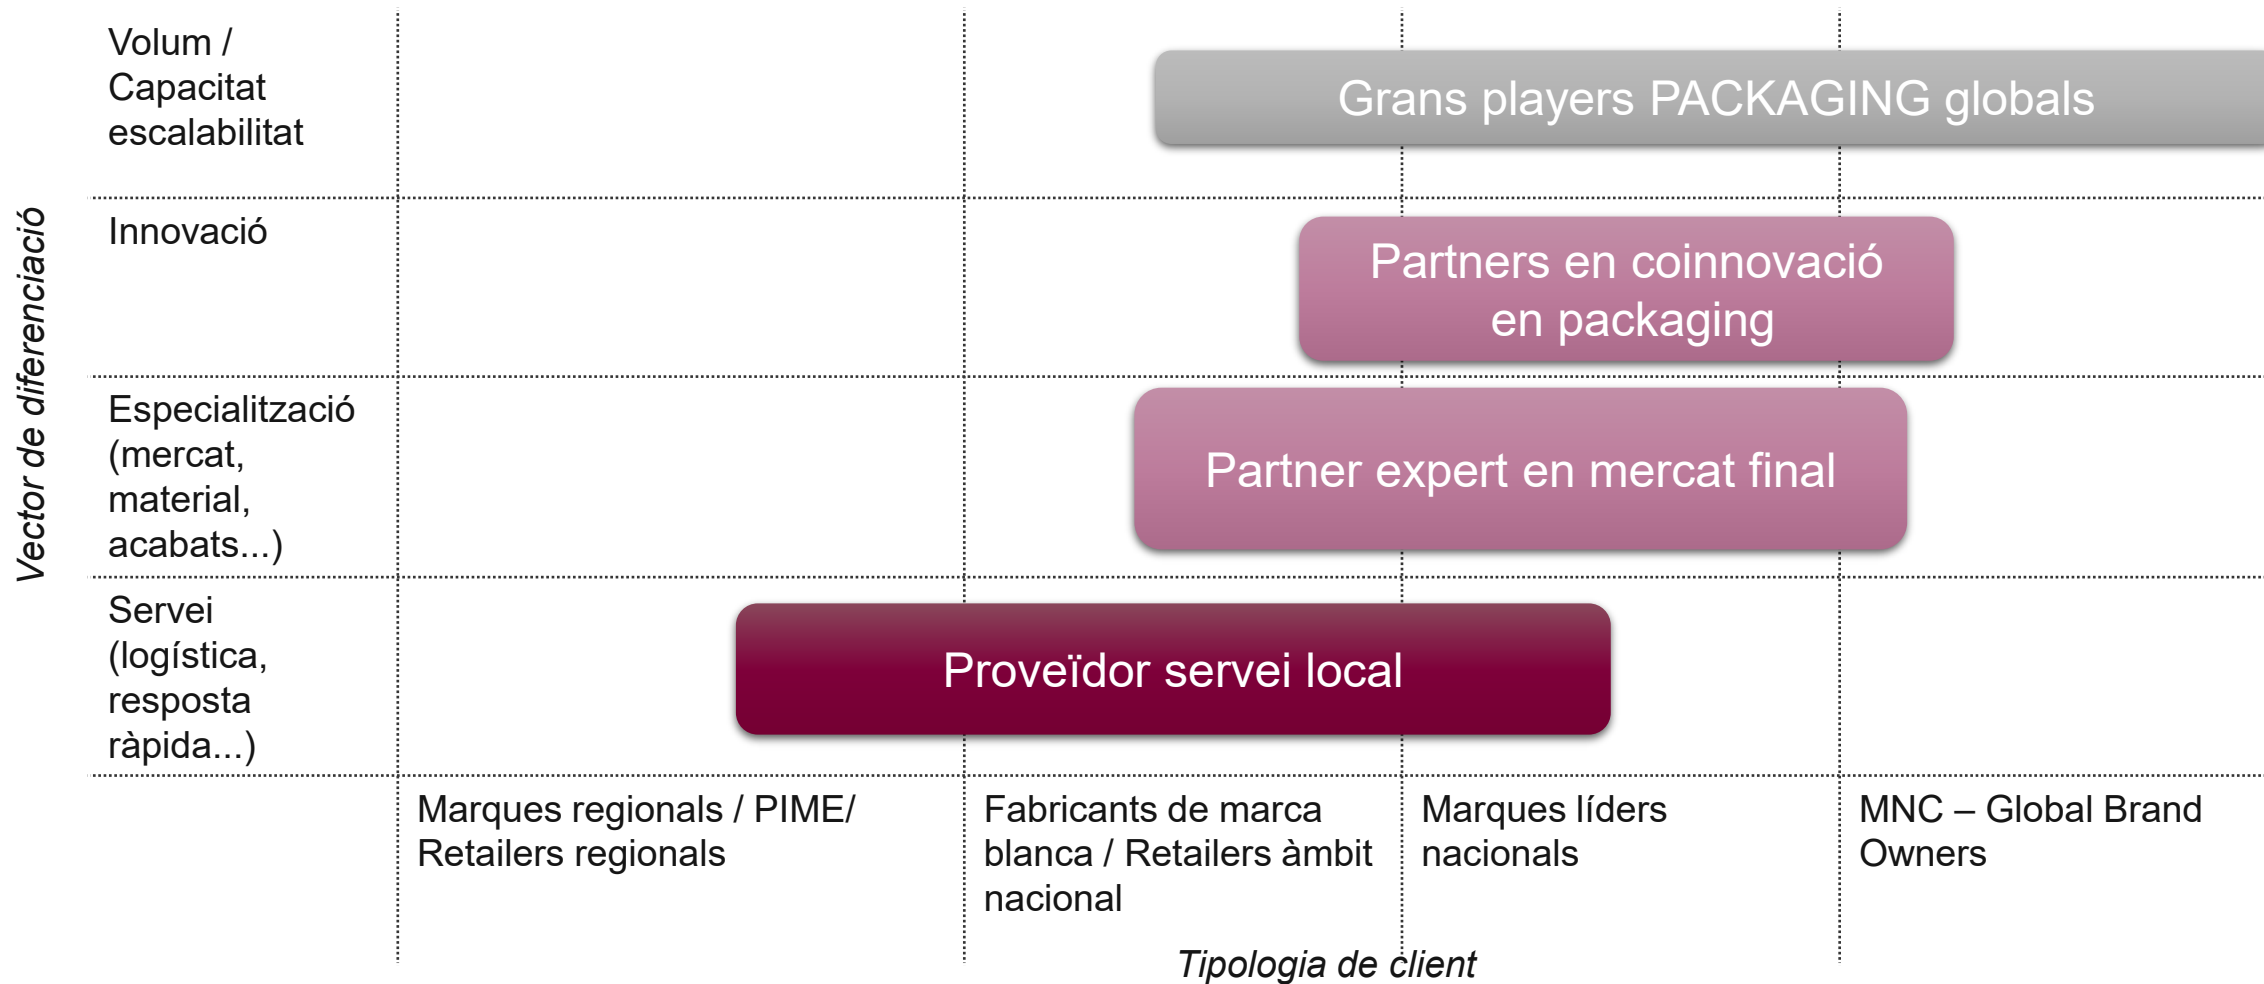 Vector de diferenciació
Volum /
Capacitat
escalabilitat
Grans players PACKAGING globals
Innovació
Partners en coinnovació
en packaging
Especialització
(mercat,
material,
acabats...)
Partner expert en mercat final
Servei
(logística,
resposta
ràpida...)
Proveïdor servei local
Marques regionals / PIME/
Retailers regionals
Fabricants de marca
blanca / Retailers àmbit
nacional
Marques líders
nacionals
MNC – Global Brand
Owners
Tipologia de client